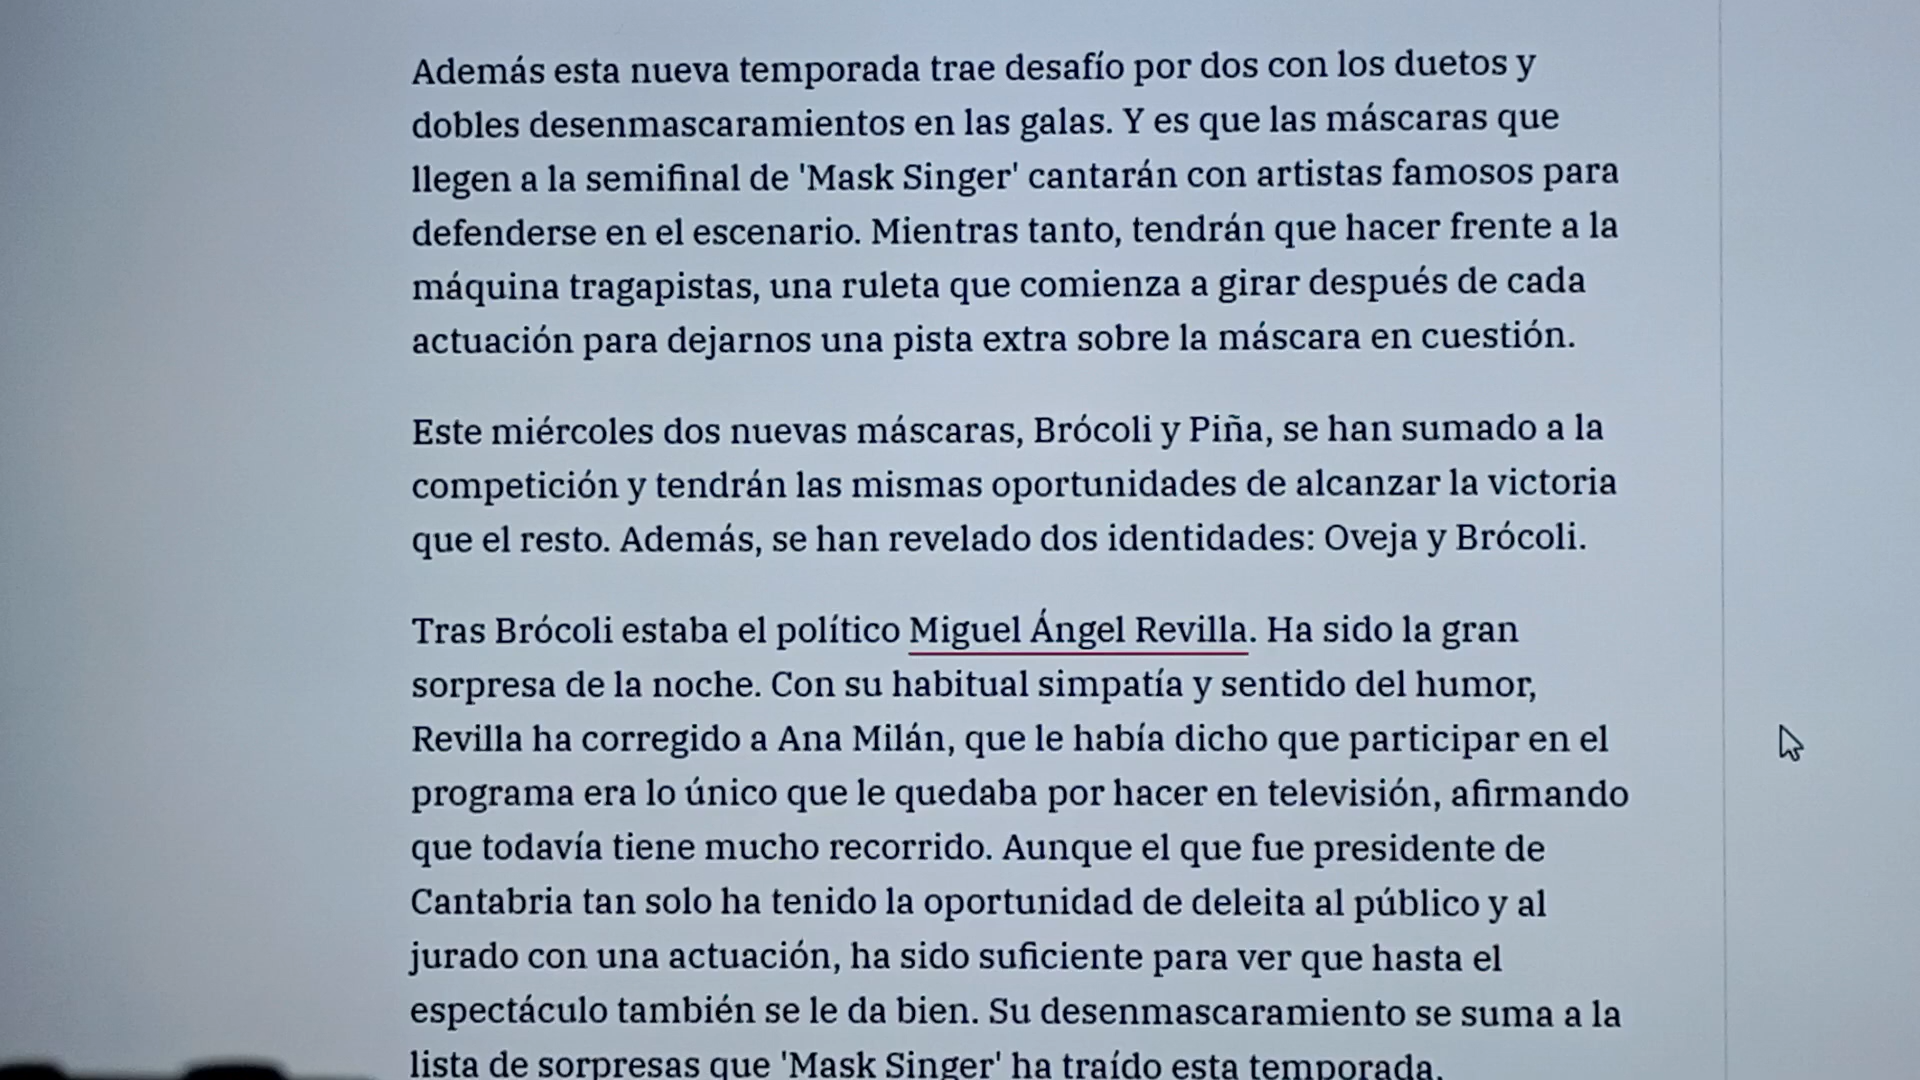 Además esta nueva temporada trae desafío por dos con los duetos y
dobles desenmascaramientos en las galas. Y es que las máscaras que
llegen a la semifinal de 'Mask Singer' cantarán con artistas famosos para
defenderse en el escenario. Mientras tanto, tendrán que hacer frente a la
máquina tragapistas, una ruleta que comienza a girar después de cada
actuación para dejarnos una pista extra sobre la máscara en cuestión.
Este miércoles dos nuevas máscaras, Brócoli y Piña, se han sumado a la
competición y tendrán las mismas oportunidades de alcanzar la victoria
que el resto. Además, se han revelado dos identidades: Oveja y Brócoli.
Tras Brócoli estaba el político Miguel Ángel Revilla. Ha sido la gran
sorpresa de la noche. Con su habitual simpatía y sentido del humor,
Revilla ha corregido a Ana Milán, que le había dicho que participar en el
programa era lo único que le quedaba por hacer en televisión, afirmando
que todavía tiene mucho recorrido. Aunque el que fue presidente de
Cantabria tan solo ha tenido la oportunidad de deleita al público y al
jurado con una actuación, ha sido suficiente para ver que hasta el
espectáculo también se le da bien. Su desenmascaramiento se suma a la
lista de sorpresas que 'Mask Singer' ha traído esta temporada.